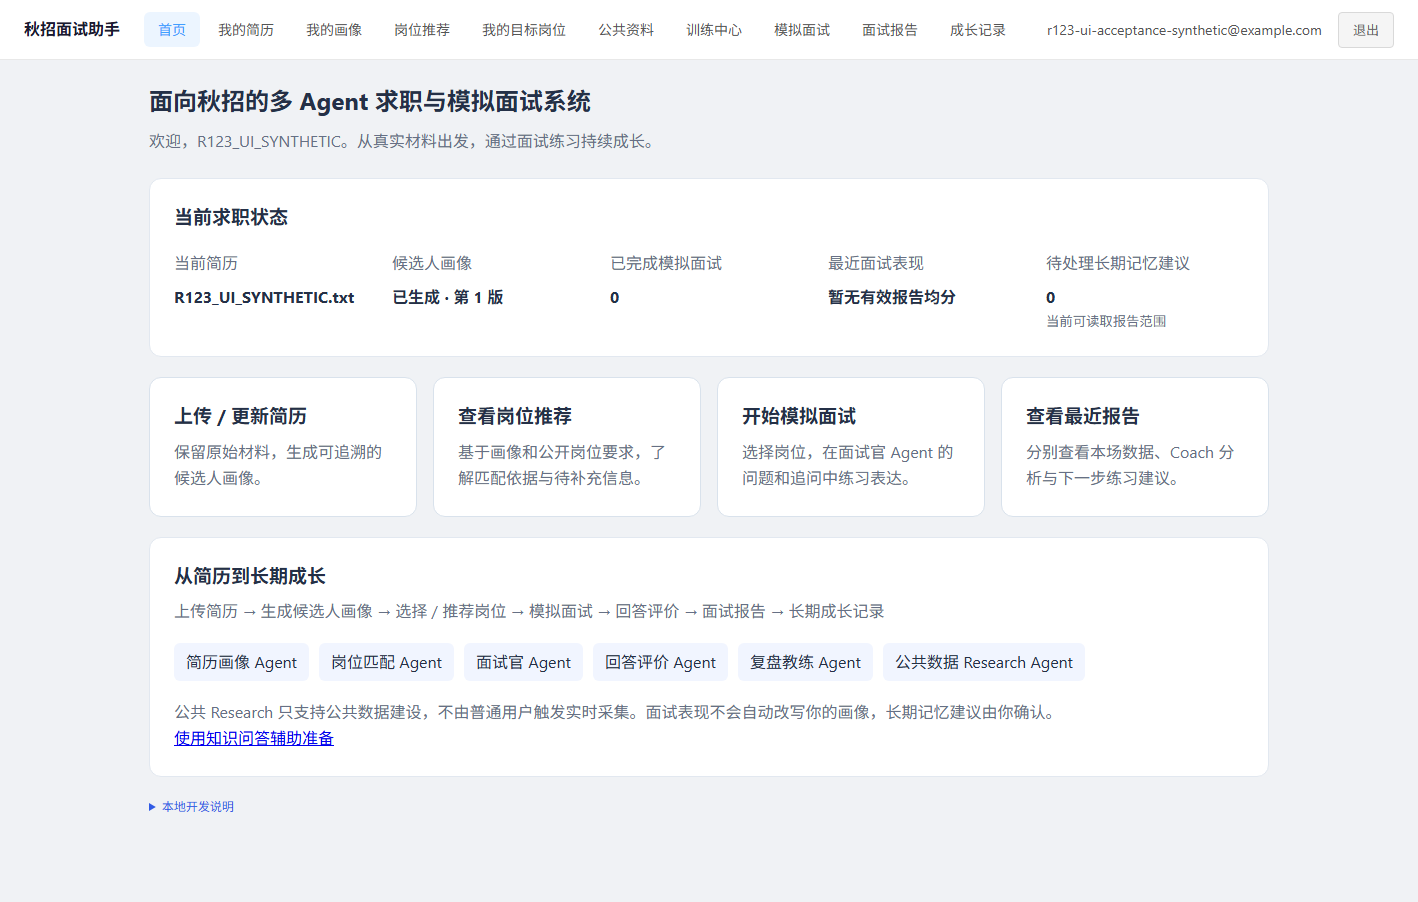 秋招面试助手 首页 我的简历 我的画像 岗位推荐 我的目标岗位 公共资料 训练中心 模拟面试 面试报告 成长记录 r123-ui-acceptance-synthetic@example.com 退出
面向秋招的多 Agent 求职与模拟面试系统
欢迎，R123_UI_SYNTHETIC。从真实材料出发，通过面试练习持续成长。
当前求职状态
当前简历 候选人画像 已完成模拟面试 最近面试表现 待处理长期记忆建议
R123_UI_SYNTHETIC.txt 已生成 · 第 1 版 0 暂无有效报告均分 0
当前可读取报告范围
上传 / 更新简历
保留原始材料，生成可追溯的
候选人画像。
查看岗位推荐
基于画像和公开岗位要求，了
解匹配依据与待补充信息。
开始模拟面试
选择岗位，在面试官 Agent 的
问题和追问中练习表达。
查看最近报告
分别查看本场数据、Coach 分
析与下一步练习建议。
从简历到长期成长
上传简历 → 生成候选人画像 → 选择 / 推荐岗位 → 模拟面试 → 回答评价 → 面试报告 → 长期成长记录
简历画像 Agent 岗位匹配 Agent 面试官 Agent 回答评价 Agent 复盘教练 Agent 公共数据 Research Agent
公共 Research 只支持公共数据建设，不由普通用户触发实时采集。面试表现不会自动改写你的画像，长期记忆建议由你确认。
使用知识问答辅助准备
▶ 本地开发说明